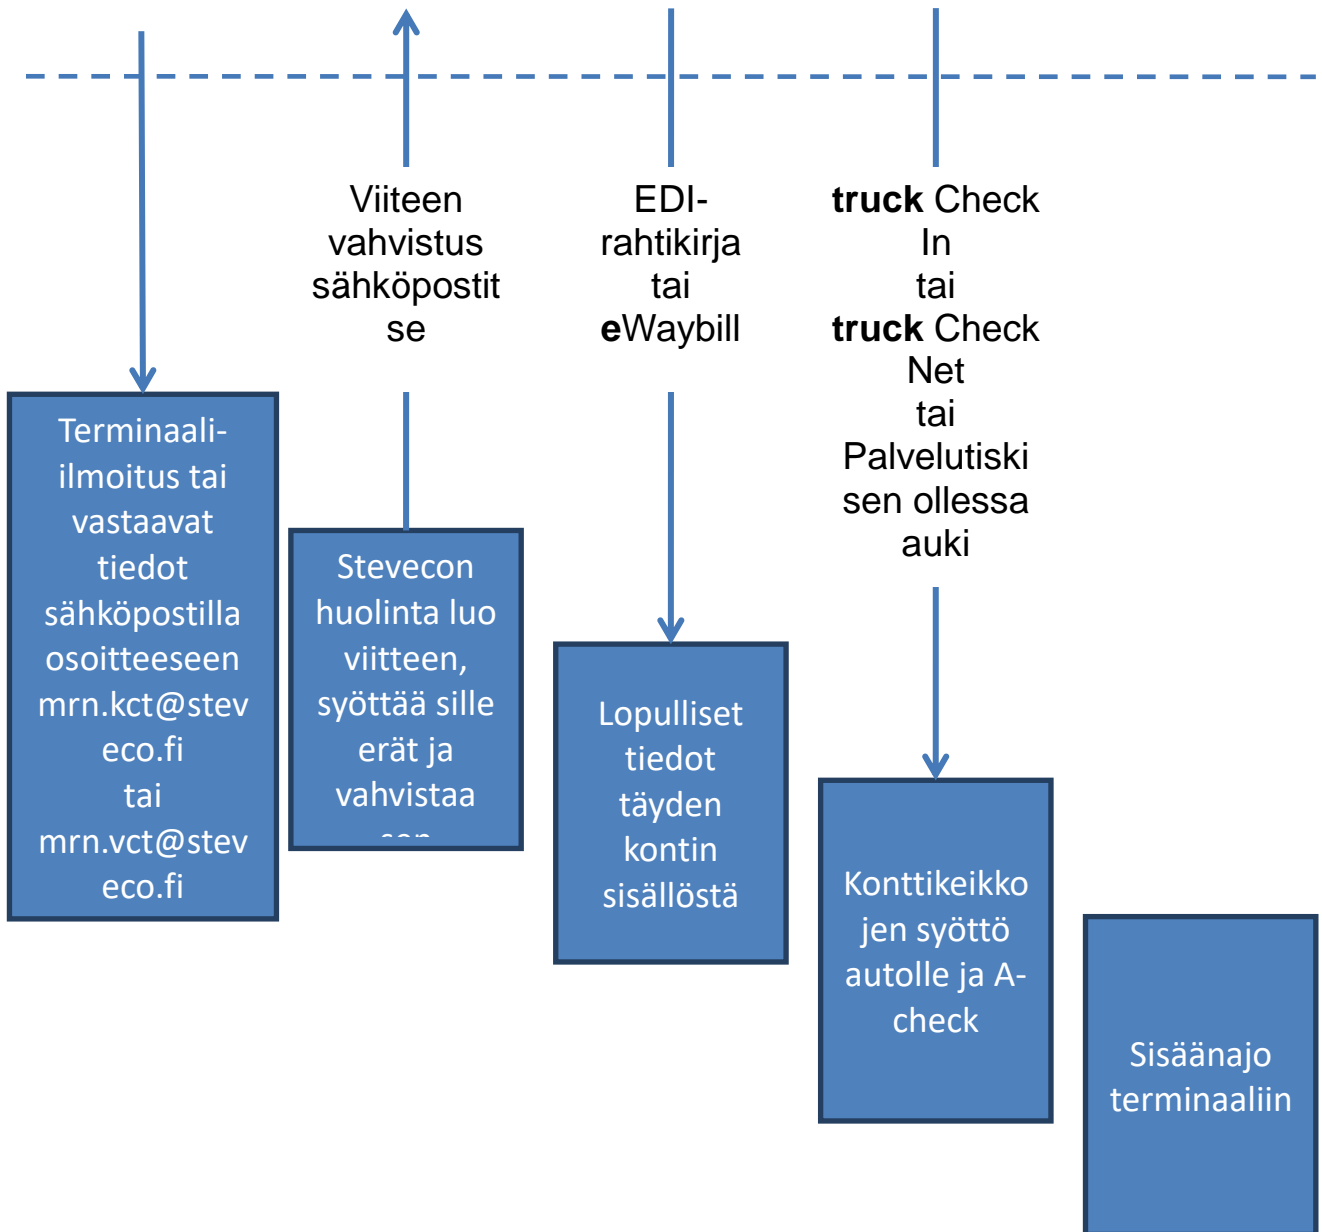 Viiteen
vahvistus
sähköpostit
se
EDI-
rahtikirja
tai
eWaybill
truck Check
In
tai
truck Check
Net
tai
Palvelutiski
sen ollessa
auki
Terminaali-
ilmoitus tai
vastaavat
tiedot
sähköpostilla
osoitteeseen
mrn.kct@stev
eco.fi
tai
mrn.vct@stev
eco.fi
Stevecon
huolinta luo
viitteen,
syöttää sille
erät ja
vahvistaa
Lopulliset
tiedot
täyden
kontin
sisällöstä
Konttikeikko
jen syöttö
autolle ja A-
check
Sisäänajo
terminaaliin